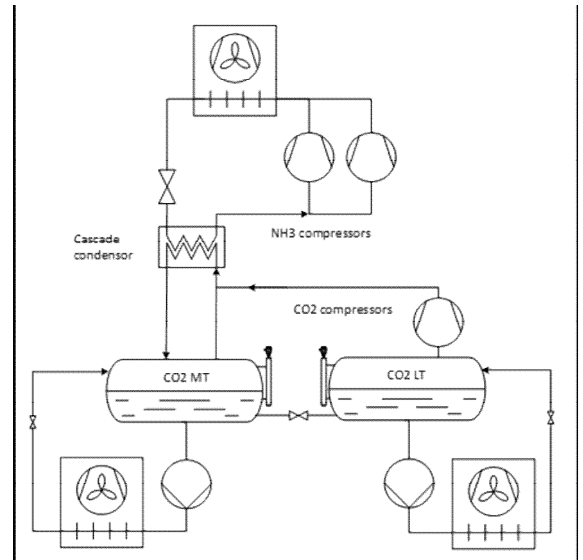 NH3 compressors
Cascade
condensor
CO2 compressors
CO2 MT
CO2 LT